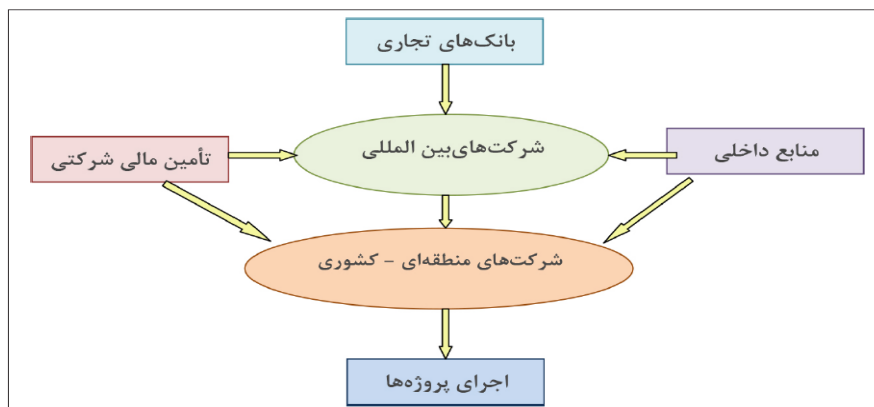 بانک‌های تجاری
شرکت‌های‌بین المللی
منابع داخلی
تأمین مالی شرکتی
شرکت‌های منطقه‌ای – کشوری
اجرای پروژه‌ها